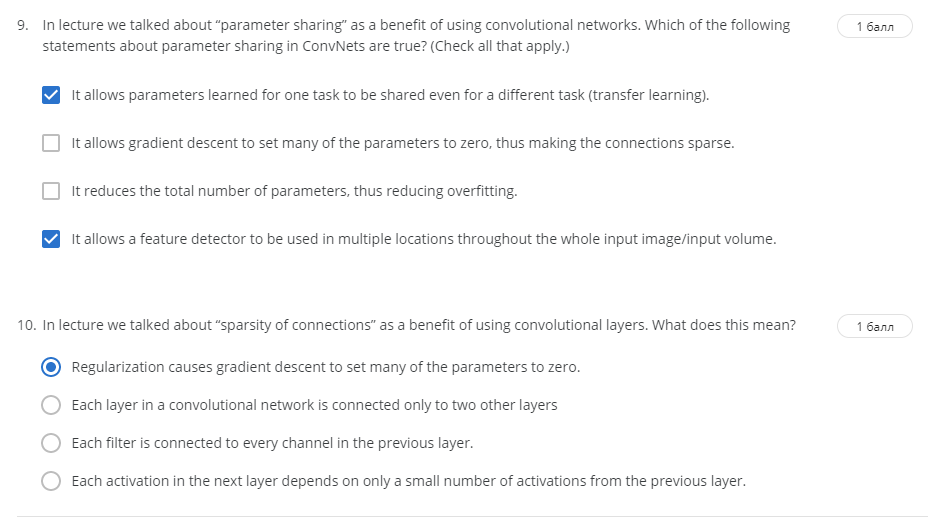 9. In lecture we talked about “parameter sharing” as a benefit of using convolutional networks. Which of the following
statements about parameter sharing in ConvNets are true? (Check all that apply.)
1 балл
It allows parameters learned for one task to be shared even for a different task (transfer learning).
It allows gradient descent to set many of the parameters to zero, thus making the connections sparse.
It reduces the total number of parameters, thus reducing overfitting.
It allows a feature detector to be used in multiple locations throughout the whole input image/input volume.
10. In lecture we talked about “sparsity of connections” as a benefit of using convolutional layers. What does this mean?
1 балл
Regularization causes gradient descent to set many of the parameters to zero.
Each layer in a convolutional network is connected only to two other layers
Each filter is connected to every channel in the previous layer.
Each activation in the next layer depends on only a small number of activations from the previous layer.